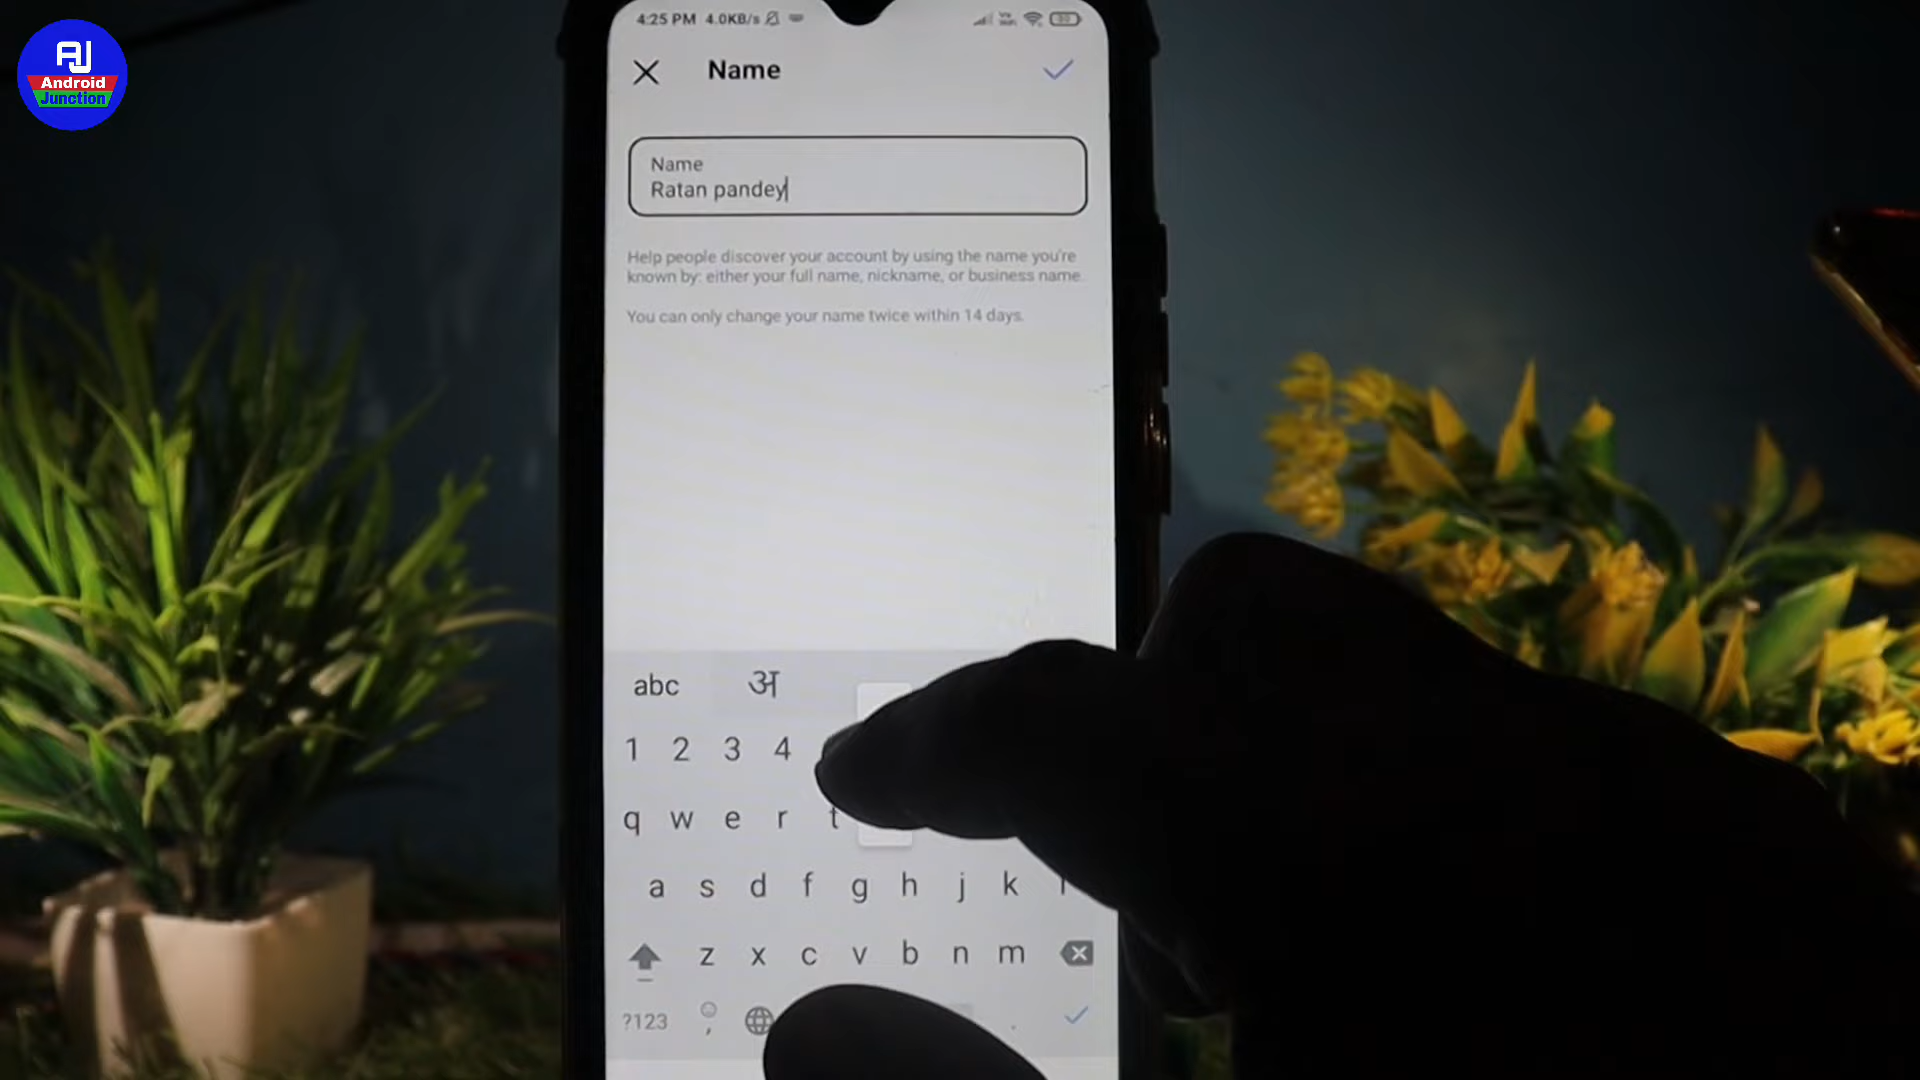 AJ
Android
Junction
4:25 PM 4.0KB/s
Name
Name
Ratan pandey
Help people discover your account by using the name you're
known by: either your full name, nickname, or business name.
You can only change your name twice within 14 days.
abc अ
1 2 3 4
q w e r t
a s d f g h j k l
z x c v b n m
?123 , .